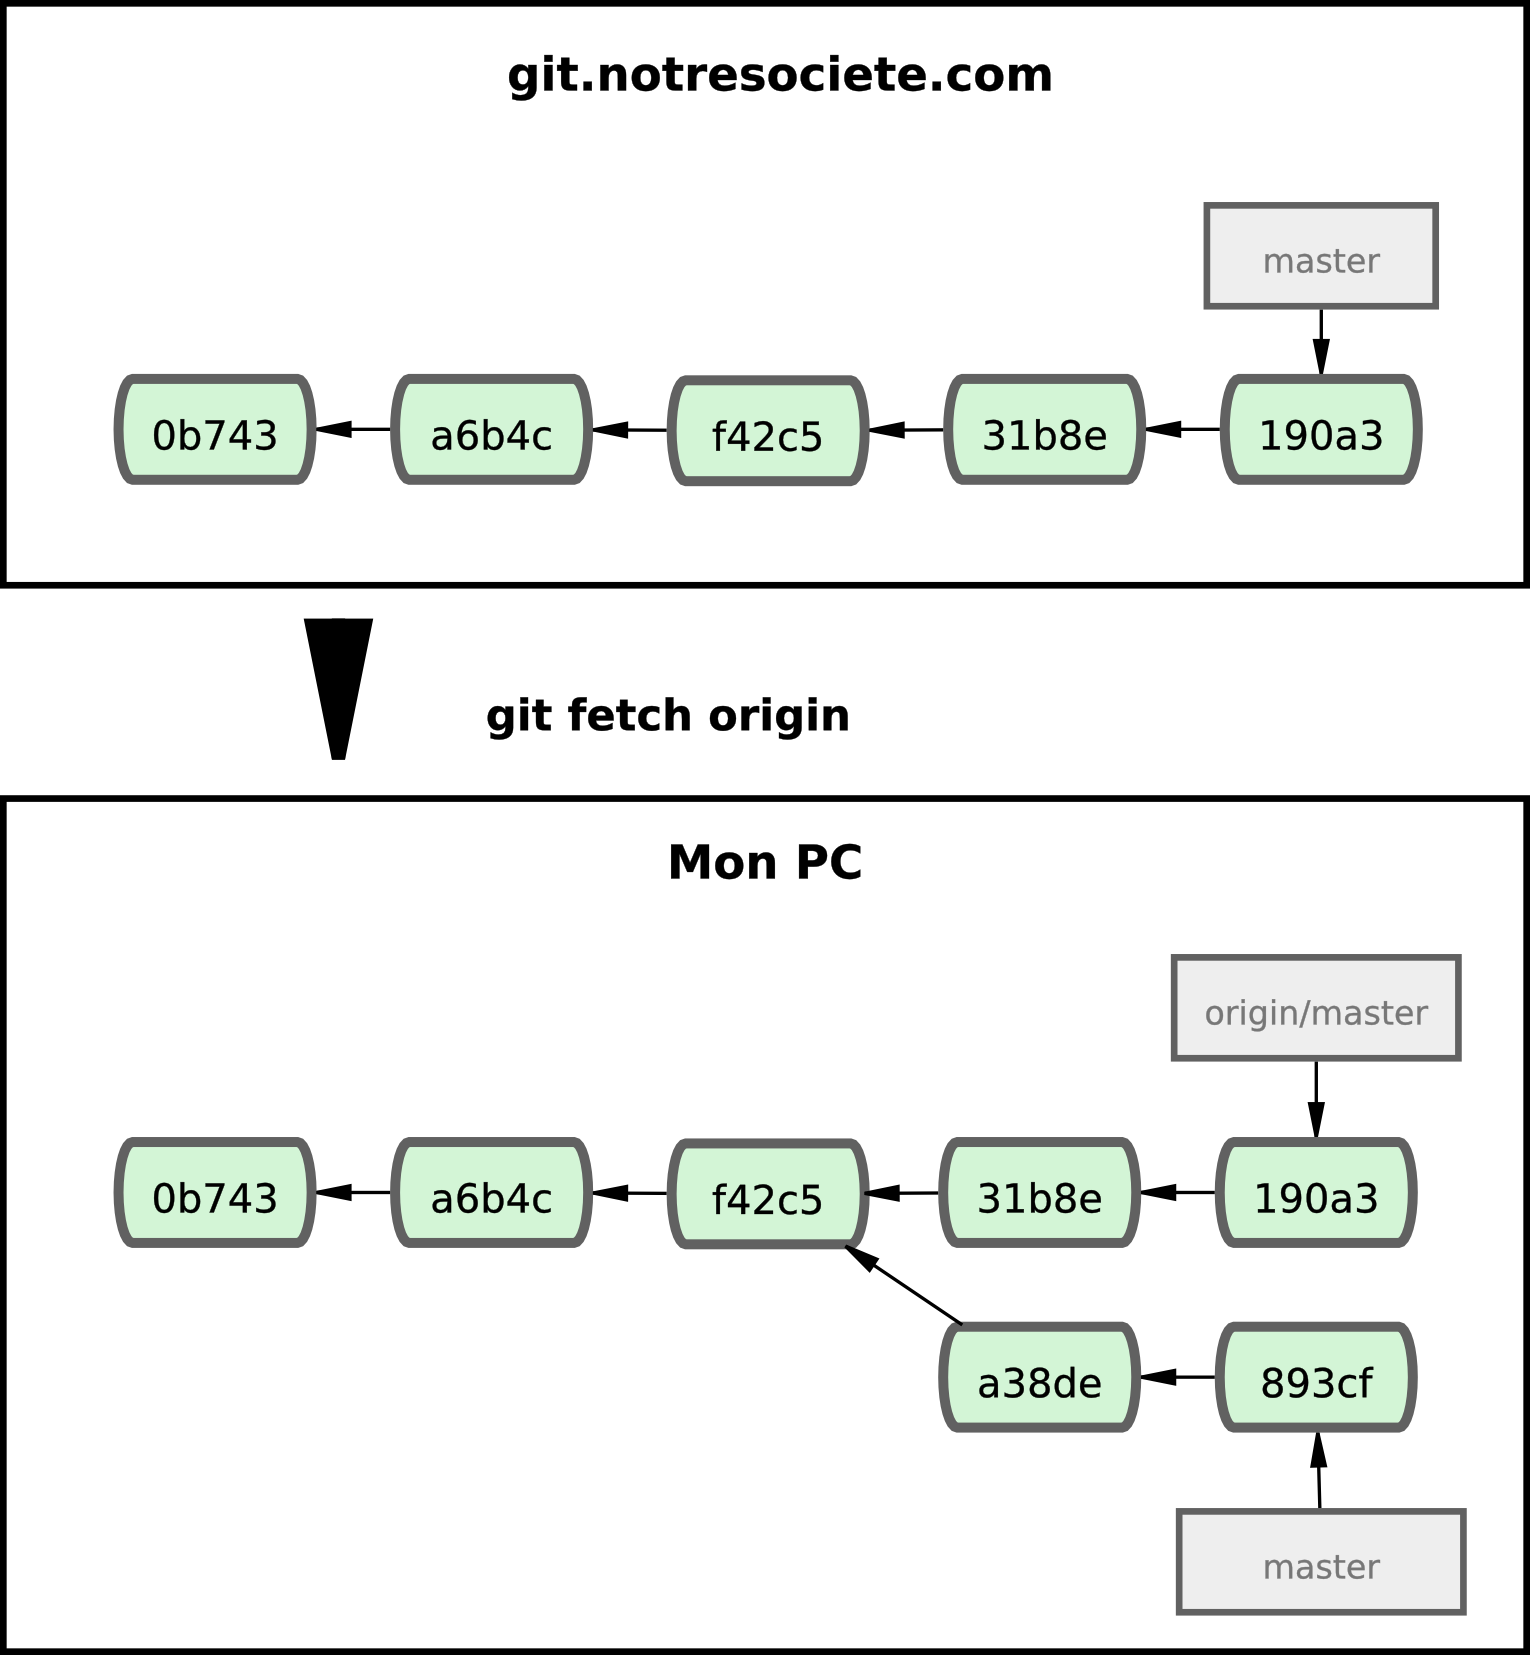 git.notresociete.com
master
0b743
a6b4c
f42c5
31b8e
190a3
git fetch origin
Mon PC
origin/master
0b743
a6b4c
f42c5
31b8e
190a3
a38de
893cf
master